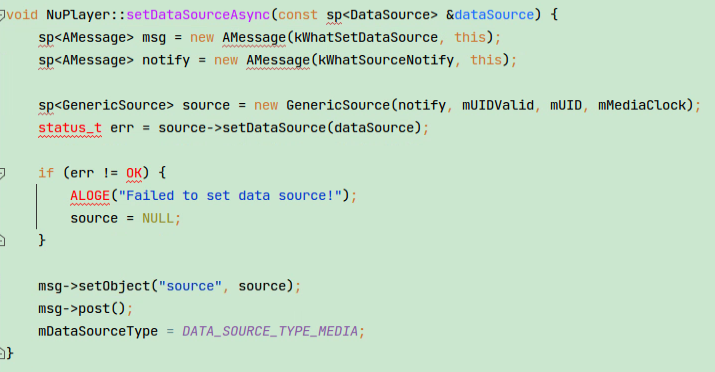 void NuPlayer::setDataSourceAsync(const sp<DataSource> &dataSource) {
    sp<AMessage> msg = new AMessage(kWhatSetDataSource, this);
    sp<AMessage> notify = new AMessage(kWhatSourceNotify, this);

    sp<GenericSource> source = new GenericSource(notify, mUIDValid, mUID, mMediaClock);
    status_t err = source->setDataSource(dataSource);

    if (err != OK) {
        ALOGE("Failed to set data source!");
        source = NULL;
    }

    msg->setObject("source", source);
    msg->post();
    mDataSourceType = DATA_SOURCE_TYPE_MEDIA;
}